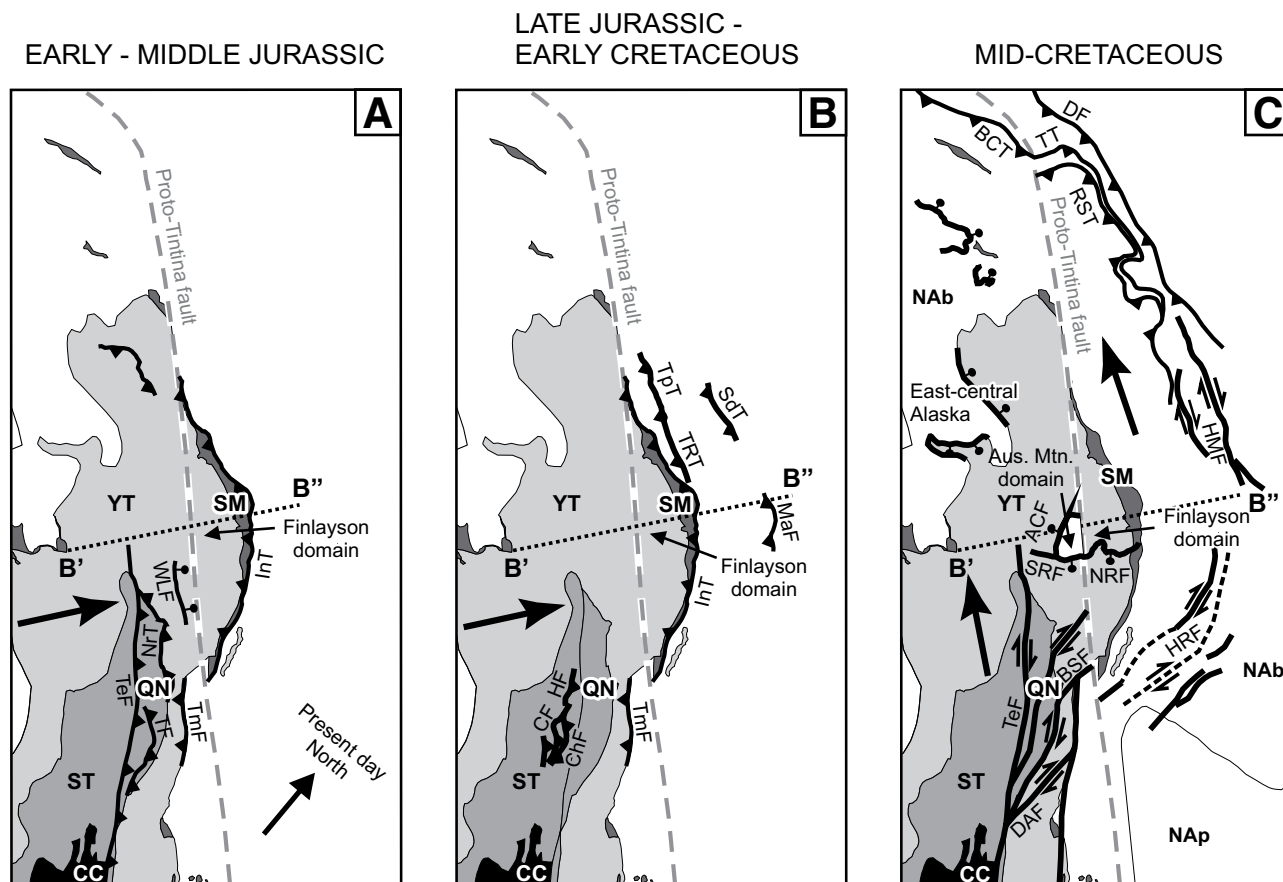 EARLY - MIDDLE JURASSIC
A
Proto-Tintina fault
YT
SM
B''
Finlayson
domain
B'
InT
WLF
NrT
TeF
QN
TF
TmF
ST
Present day
North
CC
LATE JURASSIC -
EARLY CRETACEOUS
B
Proto-Tintina fault
TpT
SdT
TRT
YT
SM
B''
MaF
Finlayson
domain
B'
InT
HF
QN
CF
ChF
TmF
ST
CC
MID-CRETACEOUS
C
DF
BCT
TT
RST
Proto-Tintina fault
NAb
East-central
Alaska
HMF
Aus. Mtn.
domain
SM
YT
B''
ACF
Finlayson
domain
B'
SRF
NRF
HRF
BSF
NAb
QN
TeF
ST
DAF
NAp
CC